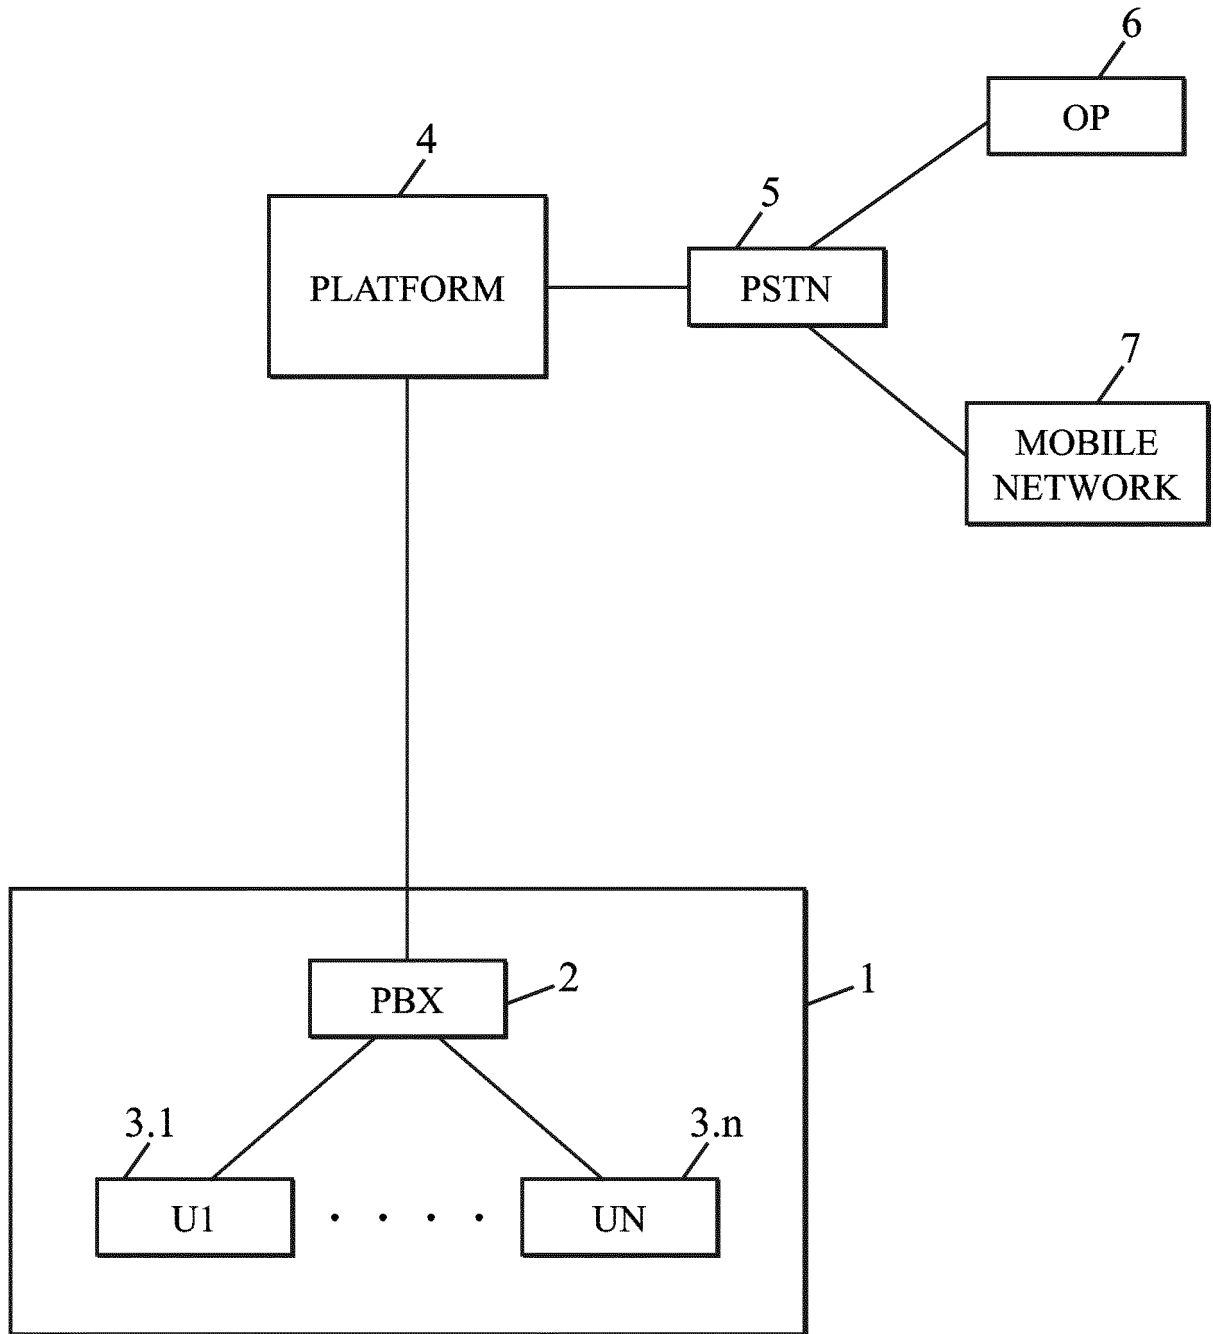 6
OP
4
5
PLATFORM
PSTN
7
MOBILE
NETWORK
2
PBX
1
3.1
3.n
U1
. . . .
UN